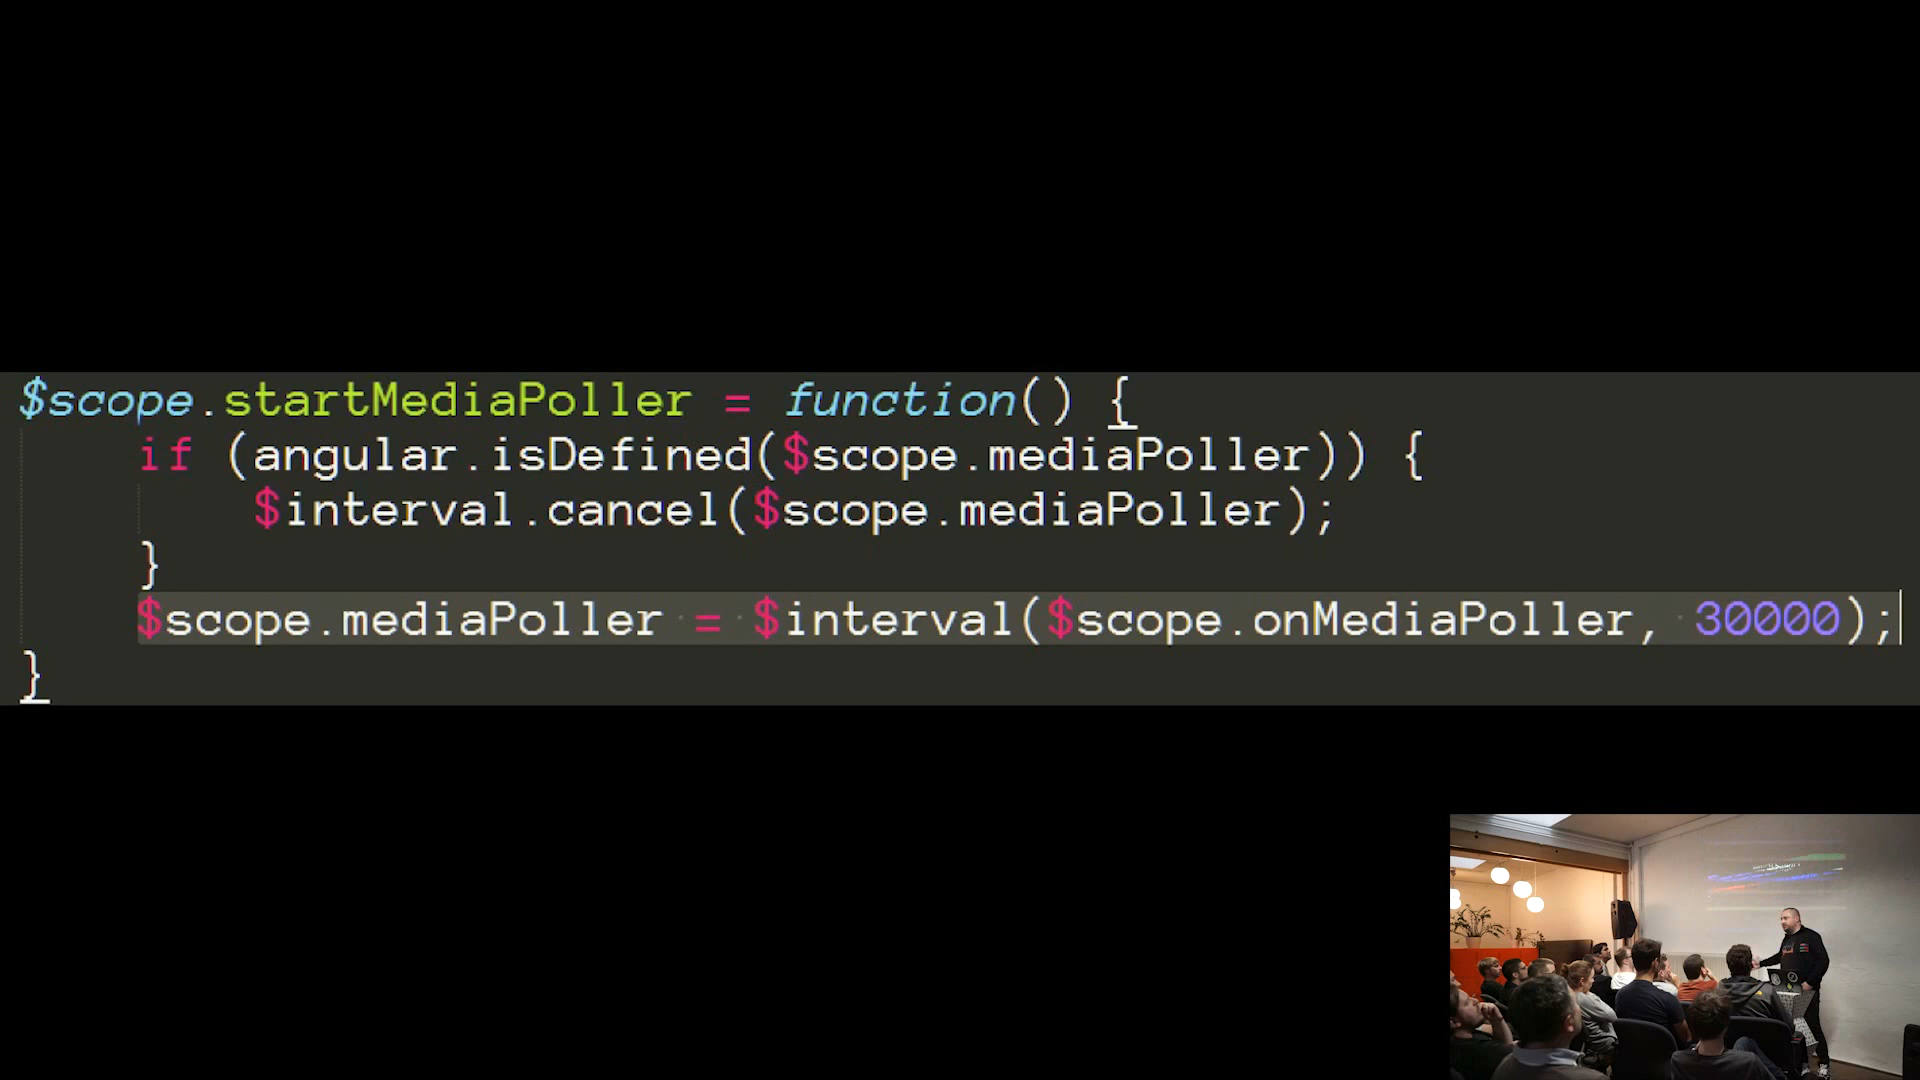 $scope.startMediaPoller = function() {
if (angular.isDefined($scope.mediaPoller)) {
$interval.cancel($scope.mediaPoller);
}
$scope.mediaPoller = $interval($scope.onMediaPoller, 30000);
}